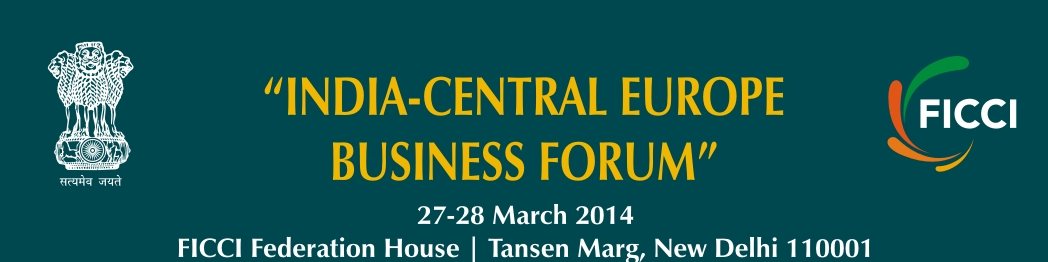 "INDIA-CENTRAL EUROPE
BUSINESS FORUM"
27-28 March 2014
FICCI Federation House | Tansen Marg, New Delhi 110001
सत्यमेव जयते
FICCI